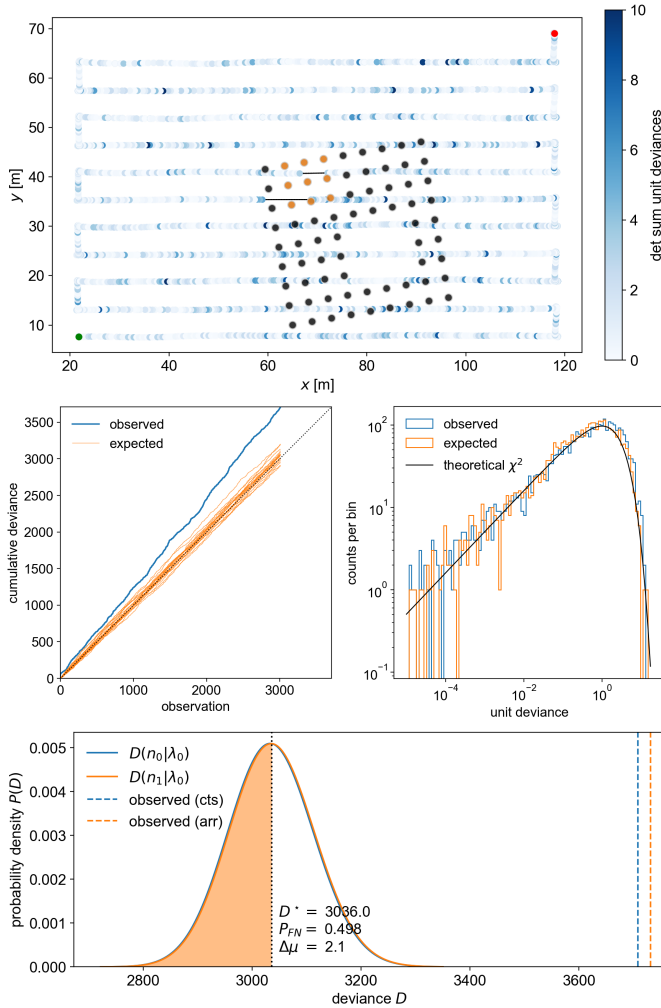 70
60
50
40
30
20
10
y [m]
20
40
60
80
100
120
x [m]
10
8
6
4
2
0
det sum unit deviances
3500
3000
2500
2000
1500
1000
500
0
cumulative deviance
observed
expected
0
1000
2000
3000
observation
10²
10¹
10⁰
10⁻¹
counts per bin
observed
expected
theoretical χ²
10⁻⁴
10⁻²
10⁰
unit deviance
0.005
0.004
0.003
0.002
0.001
0.000
probability density P(D)
D(n₀|λ₀)
D(n₁|λ₀)
observed (cts)
observed (arr)
D* = 3036.0
P_FN = 0.498
Δμ = 2.1
2800
3000
3200
3400
3600
deviance D